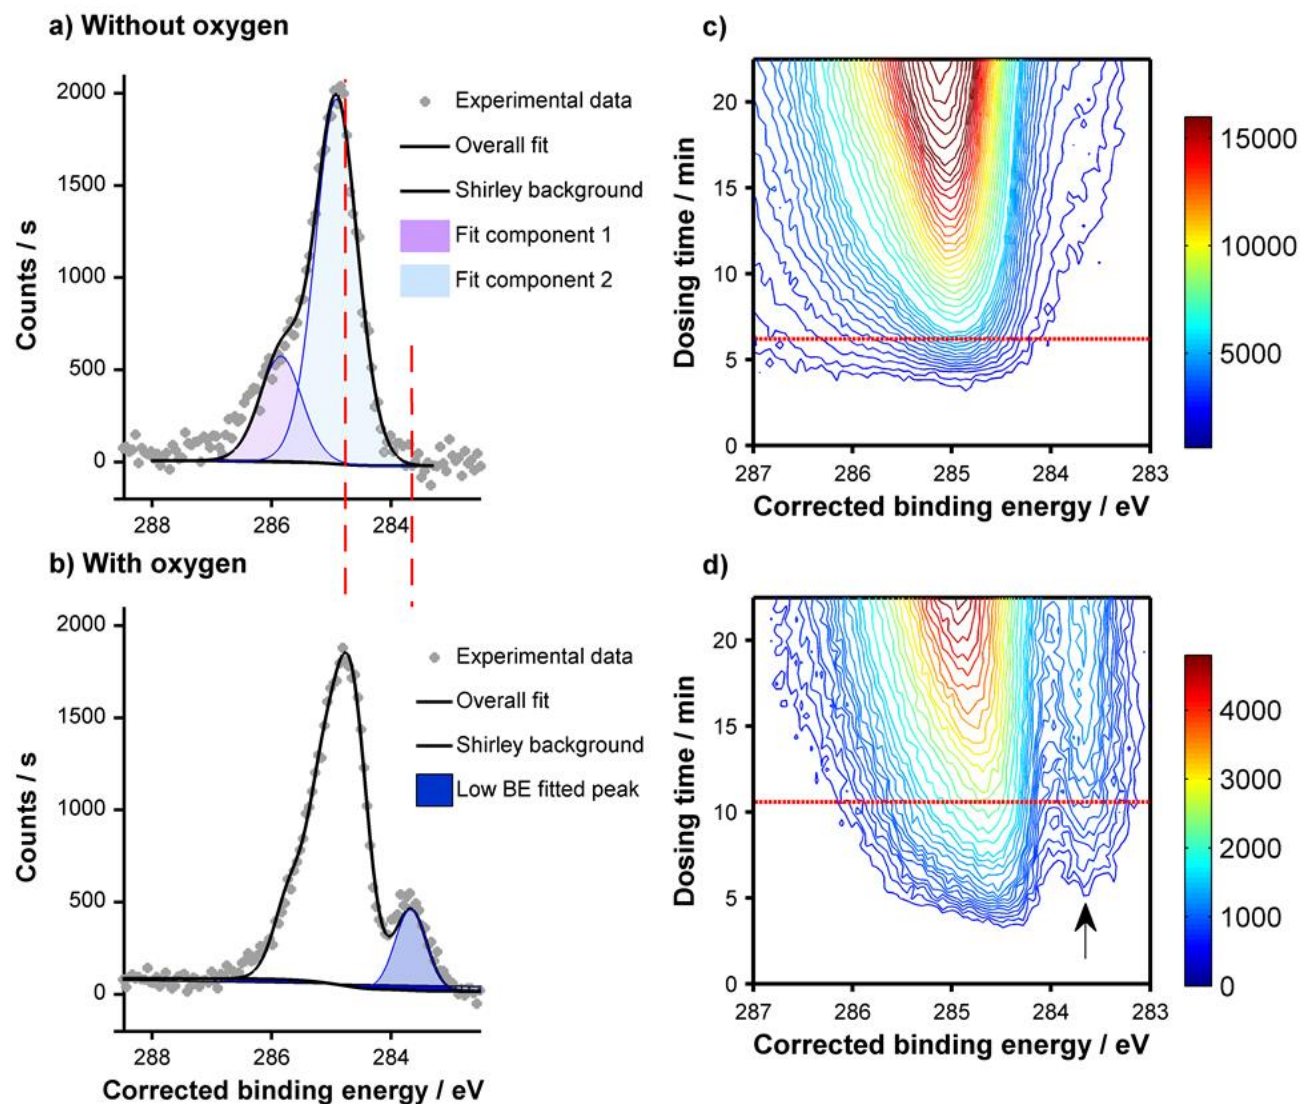 a) Without oxygen
Counts / s
2000
1500
1000
500
0
288
286
284
Experimental data
Overall fit
Shirley background
Fit component 1
Fit component 2
b) With oxygen
Counts / s
2000
1500
1000
500
0
288
286
284
Corrected binding energy / eV
Experimental data
Overall fit
Shirley background
Low BE fitted peak
c)
Dosing time / min
20
15
10
5
0
287
286
285
284
283
Corrected binding energy / eV
15000
10000
5000
d)
Dosing time / min
20
15
10
5
0
287
286
285
284
283
Corrected binding energy / eV
4000
3000
2000
1000
0